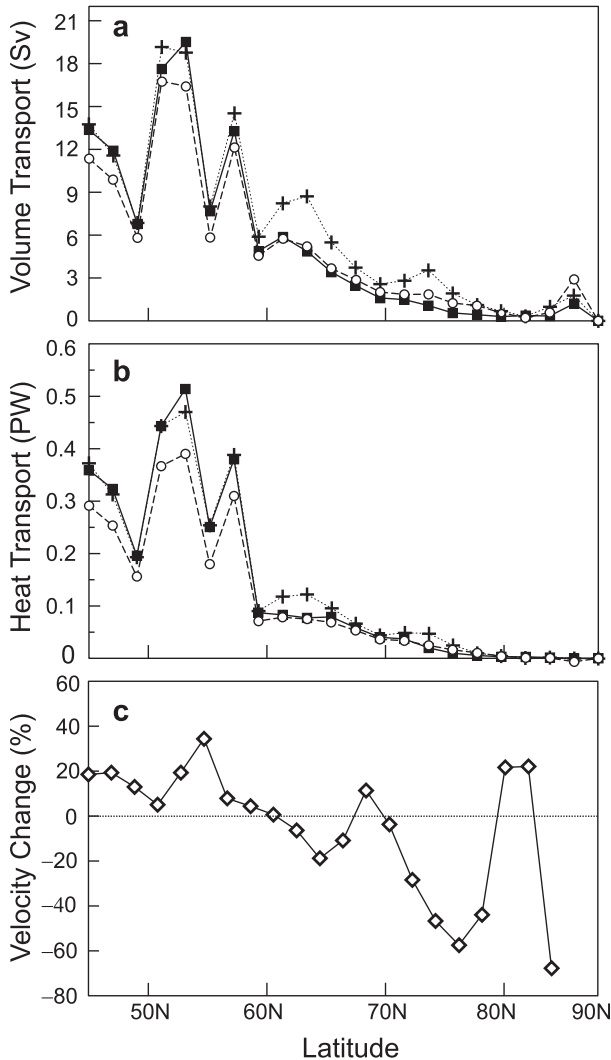 a
Volume Transport (Sv)
21
18
15
12
9
6
3
0
b
Heat Transport (PW)
0.6
0.5
0.4
0.3
0.2
0.1
0
c
Velocity Change (%)
60
40
20
0
−20
−40
−60
−80
50N 60N 70N 80N 90N
Latitude